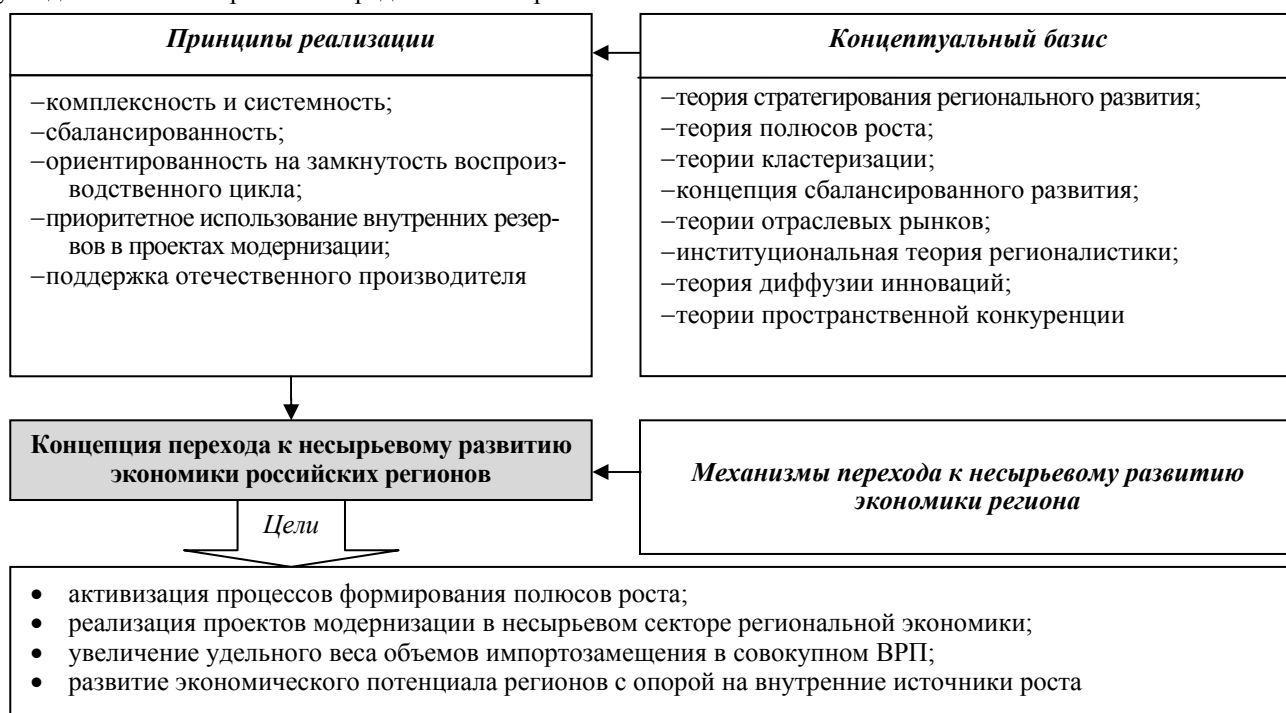 Принципы реализации
−комплексность и системность;
−сбалансированность;
−ориентированность на замкнутость воспроиз-
водственного цикла;
−приоритетное использование внутренних резер-
вов в проектах модернизации;
−поддержка отечественного производителя
Концептуальный базис
−теория стратегирования регионального развития;
−теория полюсов роста;
−теории кластеризации;
−концепция сбалансированного развития;
−теории отраслевых рынков;
−институциональная теория регионалистики;
−теория диффузии инноваций;
−теории пространственной конкуренции
Концепция перехода к несырьевому развитию
экономики российских регионов
Механизмы перехода к несырьевому развитию
экономики региона
Цели
• активизация процессов формирования полюсов роста;
• реализация проектов модернизации в несырьевом секторе региональной экономики;
• увеличение удельного веса объемов импортозамещения в совокупном ВРП;
• развитие экономического потенциала регионов с опорой на внутренние источники роста